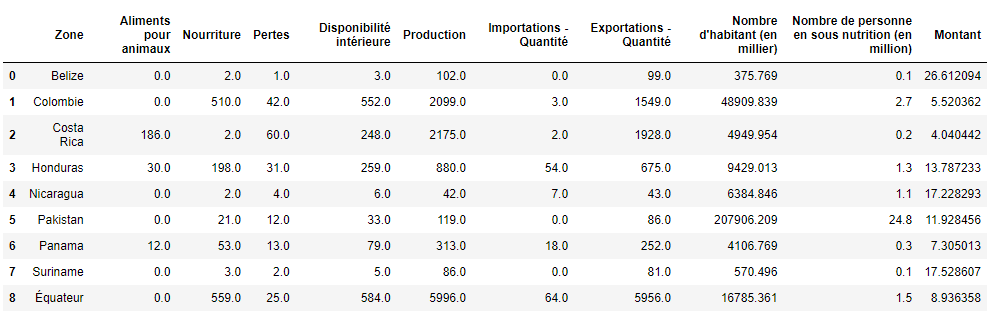 Zone Aliments pour animaux Nourriture Pertes Disponibilité intérieure Production Importations - Quantité Exportations - Quantité Nombre d'habitant (en millier) Nombre de personne en sous nutrition (en million) Montant
0 Belize 0.0 2.0 1.0 3.0 102.0 0.0 99.0 375.769 0.1 26.612094
1 Colombie 0.0 510.0 42.0 552.0 2099.0 3.0 1549.0 48909.839 2.7 5.520362
2 Costa Rica 186.0 2.0 60.0 248.0 2175.0 2.0 1928.0 4949.954 0.2 4.040442
3 Honduras 30.0 198.0 31.0 259.0 880.0 54.0 675.0 9429.013 1.3 13.787233
4 Nicaragua 0.0 2.0 4.0 6.0 42.0 7.0 43.0 6384.846 1.1 17.228293
5 Pakistan 0.0 21.0 12.0 33.0 119.0 0.0 86.0 207906.209 24.8 11.928456
6 Panama 12.0 53.0 13.0 79.0 313.0 18.0 252.0 4106.769 0.3 7.305013
7 Suriname 0.0 3.0 2.0 5.0 86.0 0.0 81.0 570.496 0.1 17.528607
8 Équateur 0.0 559.0 25.0 584.0 5996.0 64.0 5956.0 16785.361 1.5 8.936358